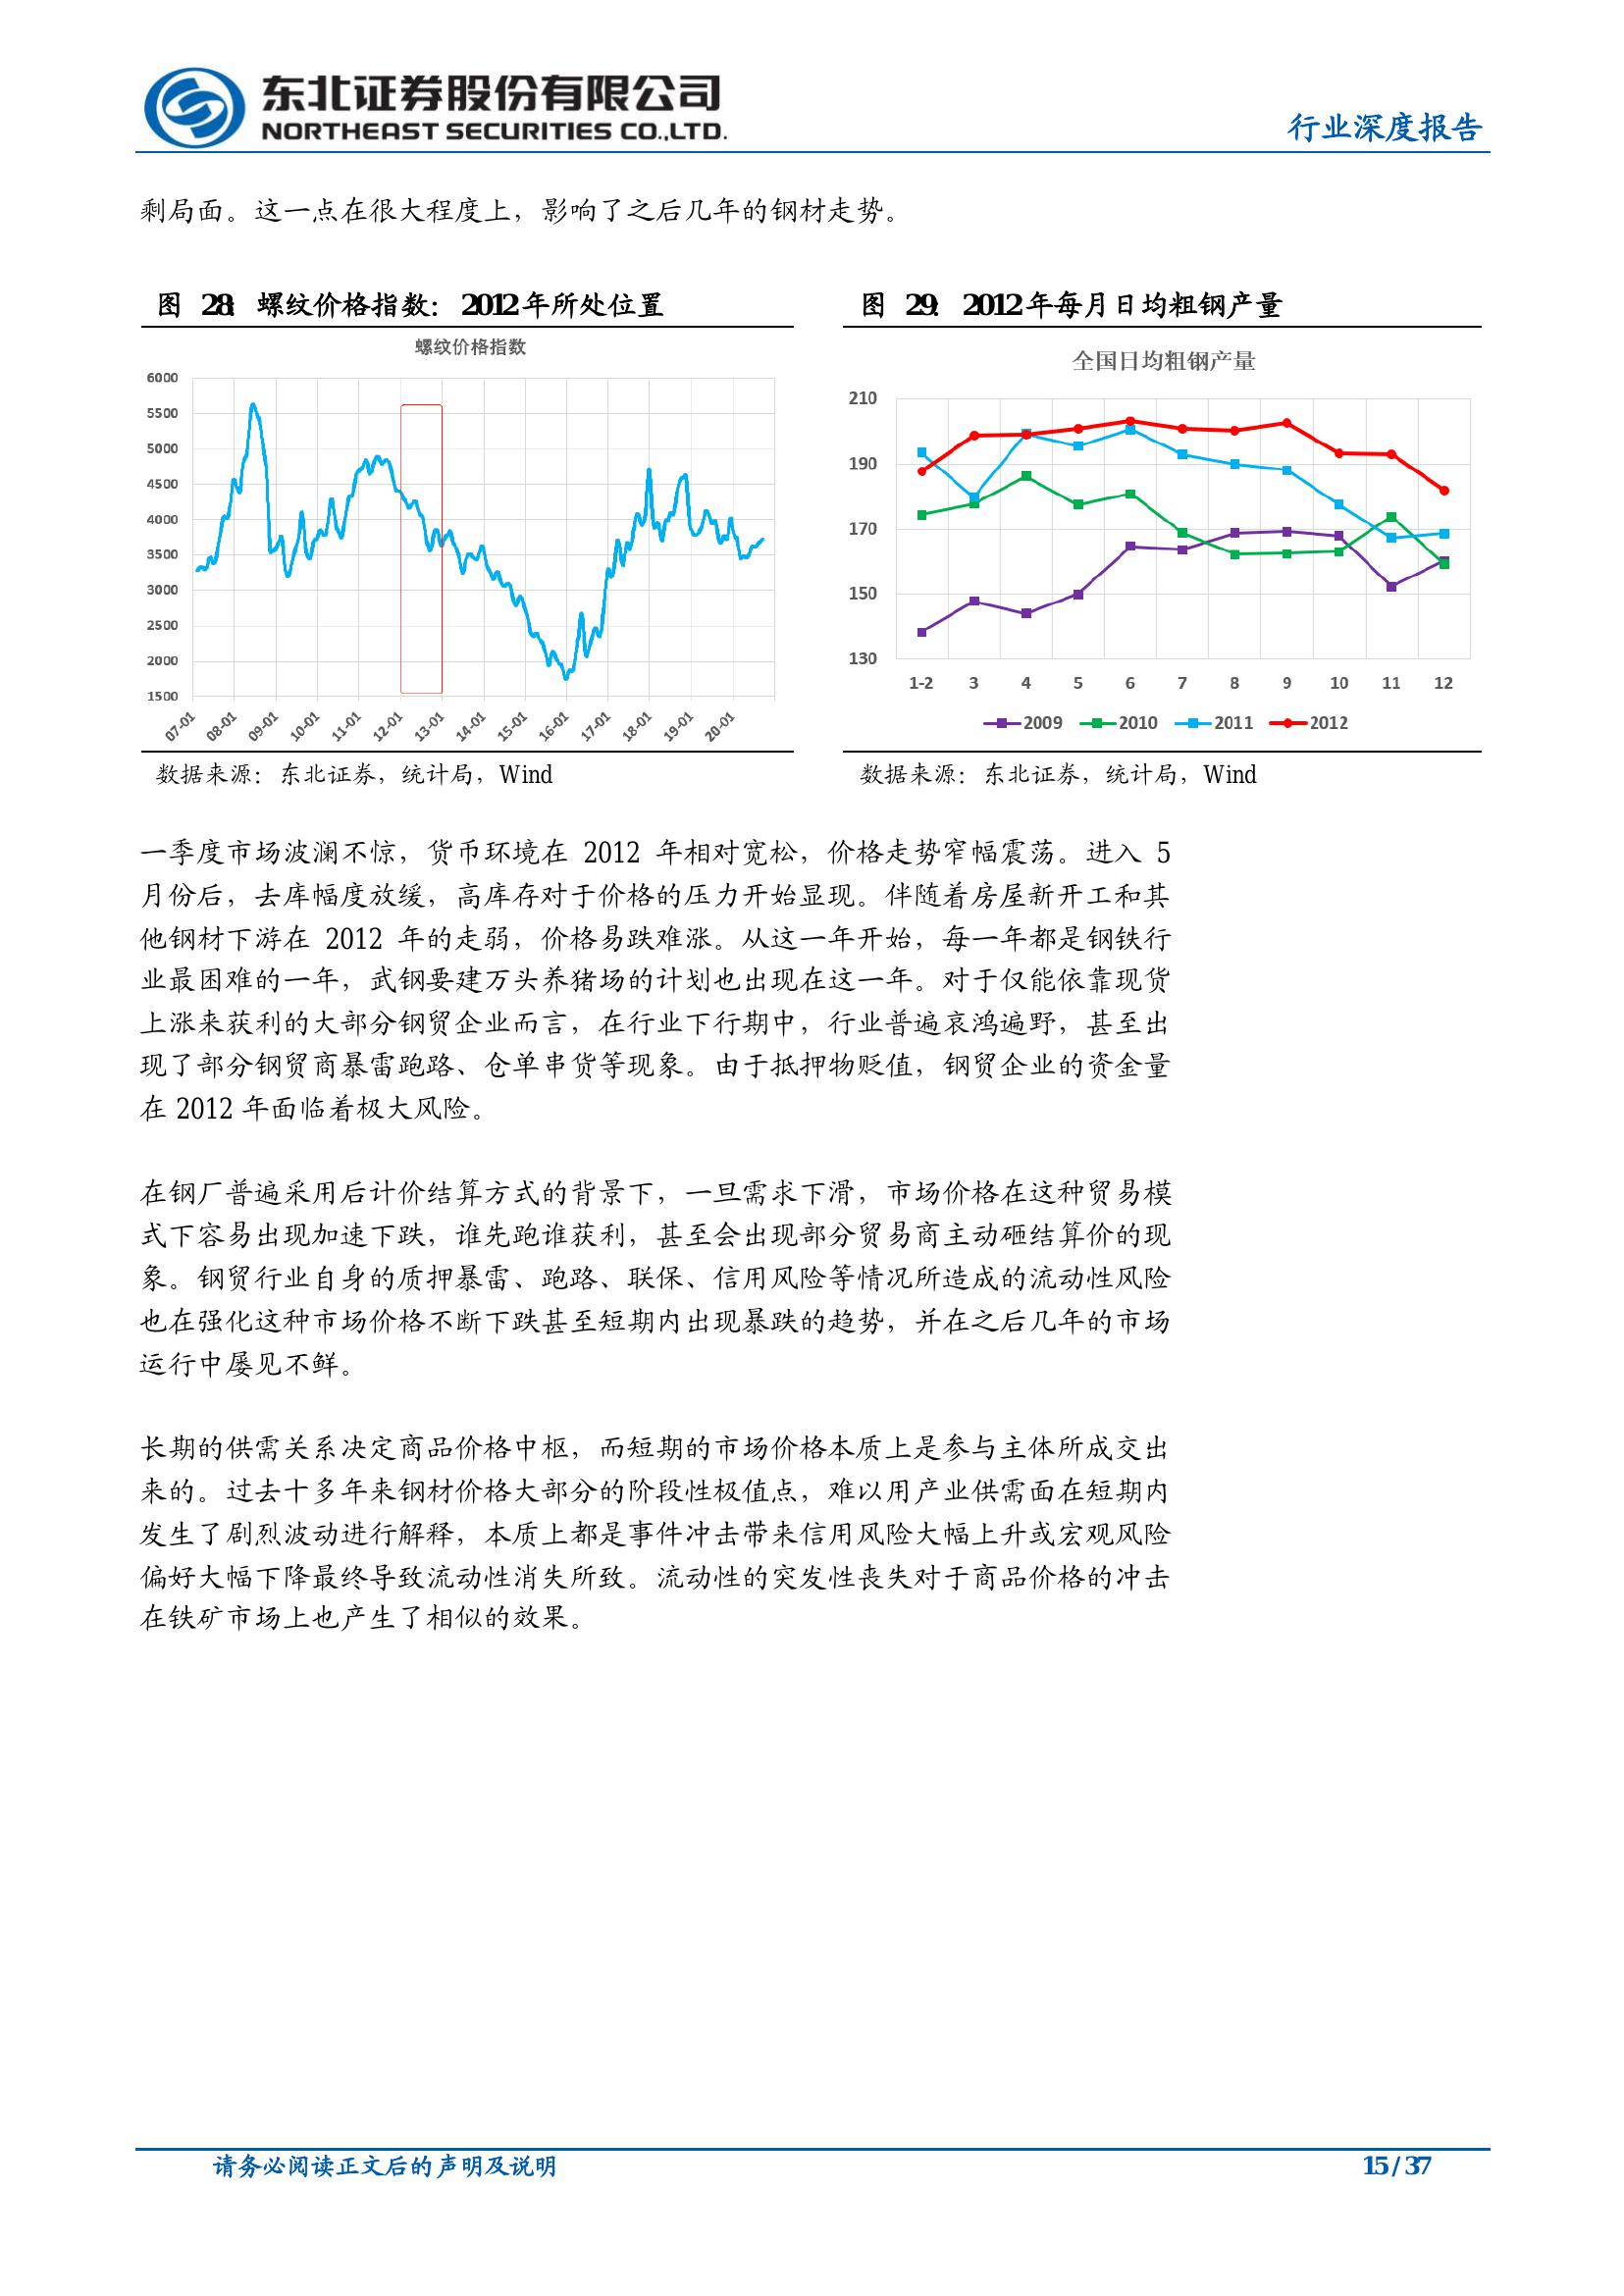 东北证券股份有限公司
NORTHEAST SECURITIES CO.,LTD.
行业深度报告
剩局面。这一点在很大程度上，影响了之后几年的钢材走势。
图 28: 螺纹价格指数：2012年所处位置
螺纹价格指数
6000
5500
5000
4500
4000
3500
3000
2500
2000
1500
07-01 08-01 09-01 10-01 11-01 12-01 13-01 14-01 15-01 16-01 17-01 18-01 19-01 20-01
数据来源：东北证券，统计局，Wind
图 29: 2012年每月日均粗钢产量
全国日均粗钢产量
210
190
170
150
130
1-2 3 4 5 6 7 8 9 10 11 12
2009 2010 2011 2012
数据来源：东北证券，统计局，Wind
一季度市场波澜不惊，货币环境在 2012 年相对宽松，价格走势窄幅震荡。进入 5
月份后，去库幅度放缓，高库存对于价格的压力开始显现。伴随着房屋新开工和其
他钢材下游在 2012 年的走弱，价格易跌难涨。从这一年开始，每一年都是钢铁行
业最困难的一年，武钢要建万头养猪场的计划也出现在这一年。对于仅能依靠现货
上涨来获利的大部分钢贸企业而言，在行业下行期中，行业普遍哀鸿遍野，甚至出
现了部分钢贸商暴雷跑路、仓单串货等现象。由于抵押物贬值，钢贸企业的资金量
在 2012 年面临着极大风险。
在钢厂普遍采用后计价结算方式的背景下，一旦需求下滑，市场价格在这种贸易模
式下容易出现加速下跌，谁先跑谁获利，甚至会出现部分贸易商主动砸结算价的现
象。钢贸行业自身的质押暴雷、跑路、联保、信用风险等情况所造成的流动性风险
也在强化这种市场价格不断下跌甚至短期内出现暴跌的趋势，并在之后几年的市场
运行中屡见不鲜。
长期的供需关系决定商品价格中枢，而短期的市场价格本质上是参与主体所成交出
来的。过去十多年来钢材价格大部分的阶段性极值点，难以用产业供需面在短期内
发生了剧烈波动进行解释，本质上都是事件冲击带来信用风险大幅上升或宏观风险
偏好大幅下降最终导致流动性消失所致。流动性的突发性丧失对于商品价格的冲击
在铁矿市场上也产生了相似的效果。
请务必阅读正文后的声明及说明
15 / 37